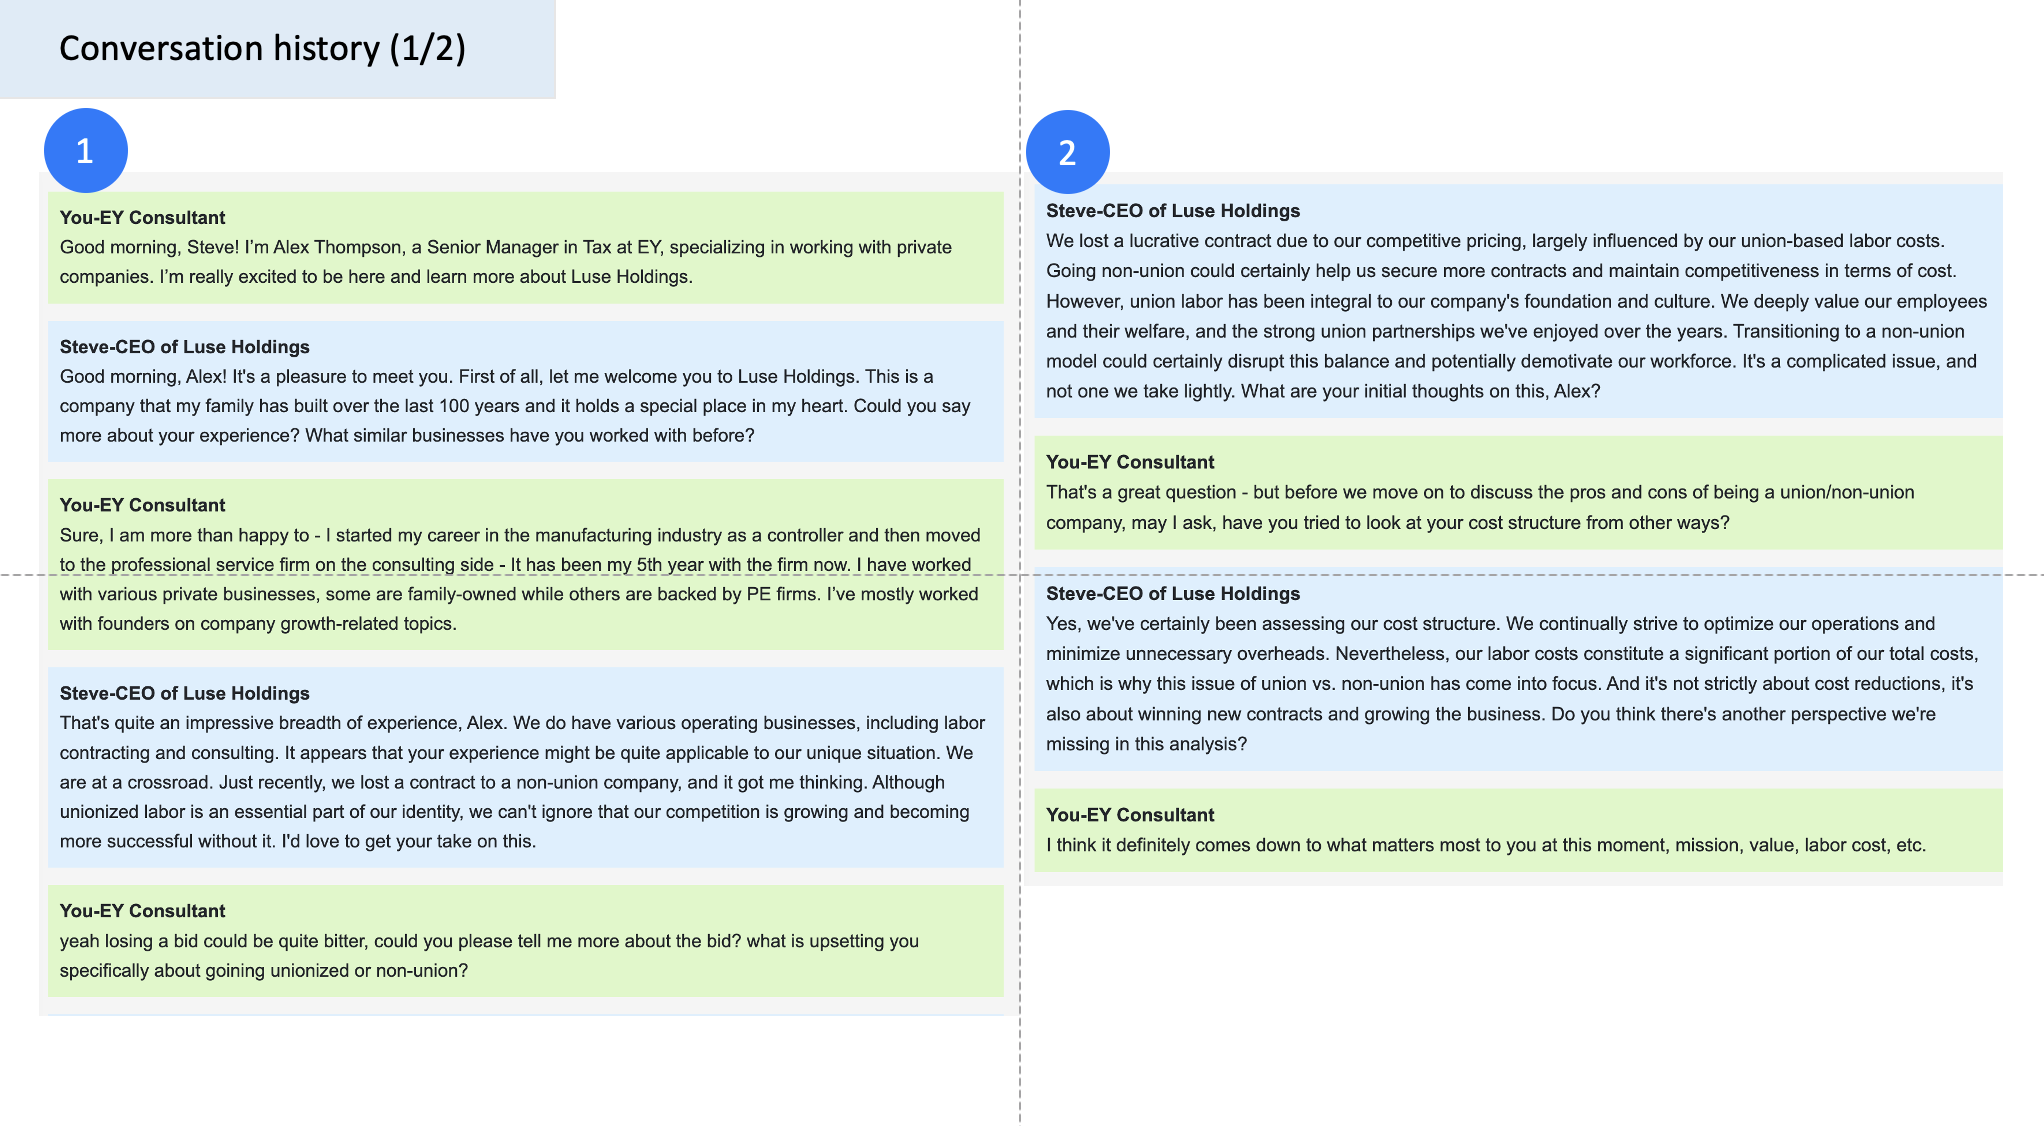 Conversation history (1/2)
1
You-EY Consultant
Good morning, Steve! I'm Alex Thompson, a Senior Manager in Tax at EY, specializing in working with private
companies. I'm really excited to be here and learn more about Luse Holdings.
Steve-CEO of Luse Holdings
Good morning, Alex! It's a pleasure to meet you. First of all, let me welcome you to Luse Holdings. This is a
company that my family has built over the last 100 years and it holds a special place in my heart. Could you say
more about your experience? What similar businesses have you worked with before?
You-EY Consultant
Sure, I am more than happy to - I started my career in the manufacturing industry as a controller and then moved
to the professional service firm on the consulting side - It has been my 5th year with the firm now. I have worked
with various private businesses, some are family-owned while others are backed by PE firms. I've mostly worked
with founders on company growth-related topics.
Steve-CEO of Luse Holdings
That's quite an impressive breadth of experience, Alex. We do have various operating businesses, including labor
contracting and consulting. It appears that your experience might be quite applicable to our unique situation. We
are at a crossroad. Just recently, we lost a contract to a non-union company, and it got me thinking. Although
unionized labor is an essential part of our identity, we can't ignore that our competition is growing and becoming
more successful without it. I'd love to get your take on this.
You-EY Consultant
yeah losing a bid could be quite bitter, could you please tell me more about the bid? what is upsetting you
specifically about goining unionized or non-union?
2
Steve-CEO of Luse Holdings
We lost a lucrative contract due to our competitive pricing, largely influenced by our union-based labor costs.
Going non-union could certainly help us secure more contracts and maintain competitiveness in terms of cost.
However, union labor has been integral to our company's foundation and culture. We deeply value our employees
and their welfare, and the strong union partnerships we've enjoyed over the years. Transitioning to a non-union
model could certainly disrupt this balance and potentially demotivate our workforce. It's a complicated issue, and
not one we take lightly. What are your initial thoughts on this, Alex?
You-EY Consultant
That's a great question - but before we move on to discuss the pros and cons of being a union/non-union
company, may I ask, have you tried to look at your cost structure from other ways?
Steve-CEO of Luse Holdings
Yes, we've certainly been assessing our cost structure. We continually strive to optimize our operations and
minimize unnecessary overheads. Nevertheless, our labor costs constitute a significant portion of our total costs,
which is why this issue of union vs. non-union has come into focus. And it's not strictly about cost reductions, it's
also about winning new contracts and growing the business. Do you think there's another perspective we're
missing in this analysis?
You-EY Consultant
I think it definitely comes down to what matters most to you at this moment, mission, value, labor cost, etc.